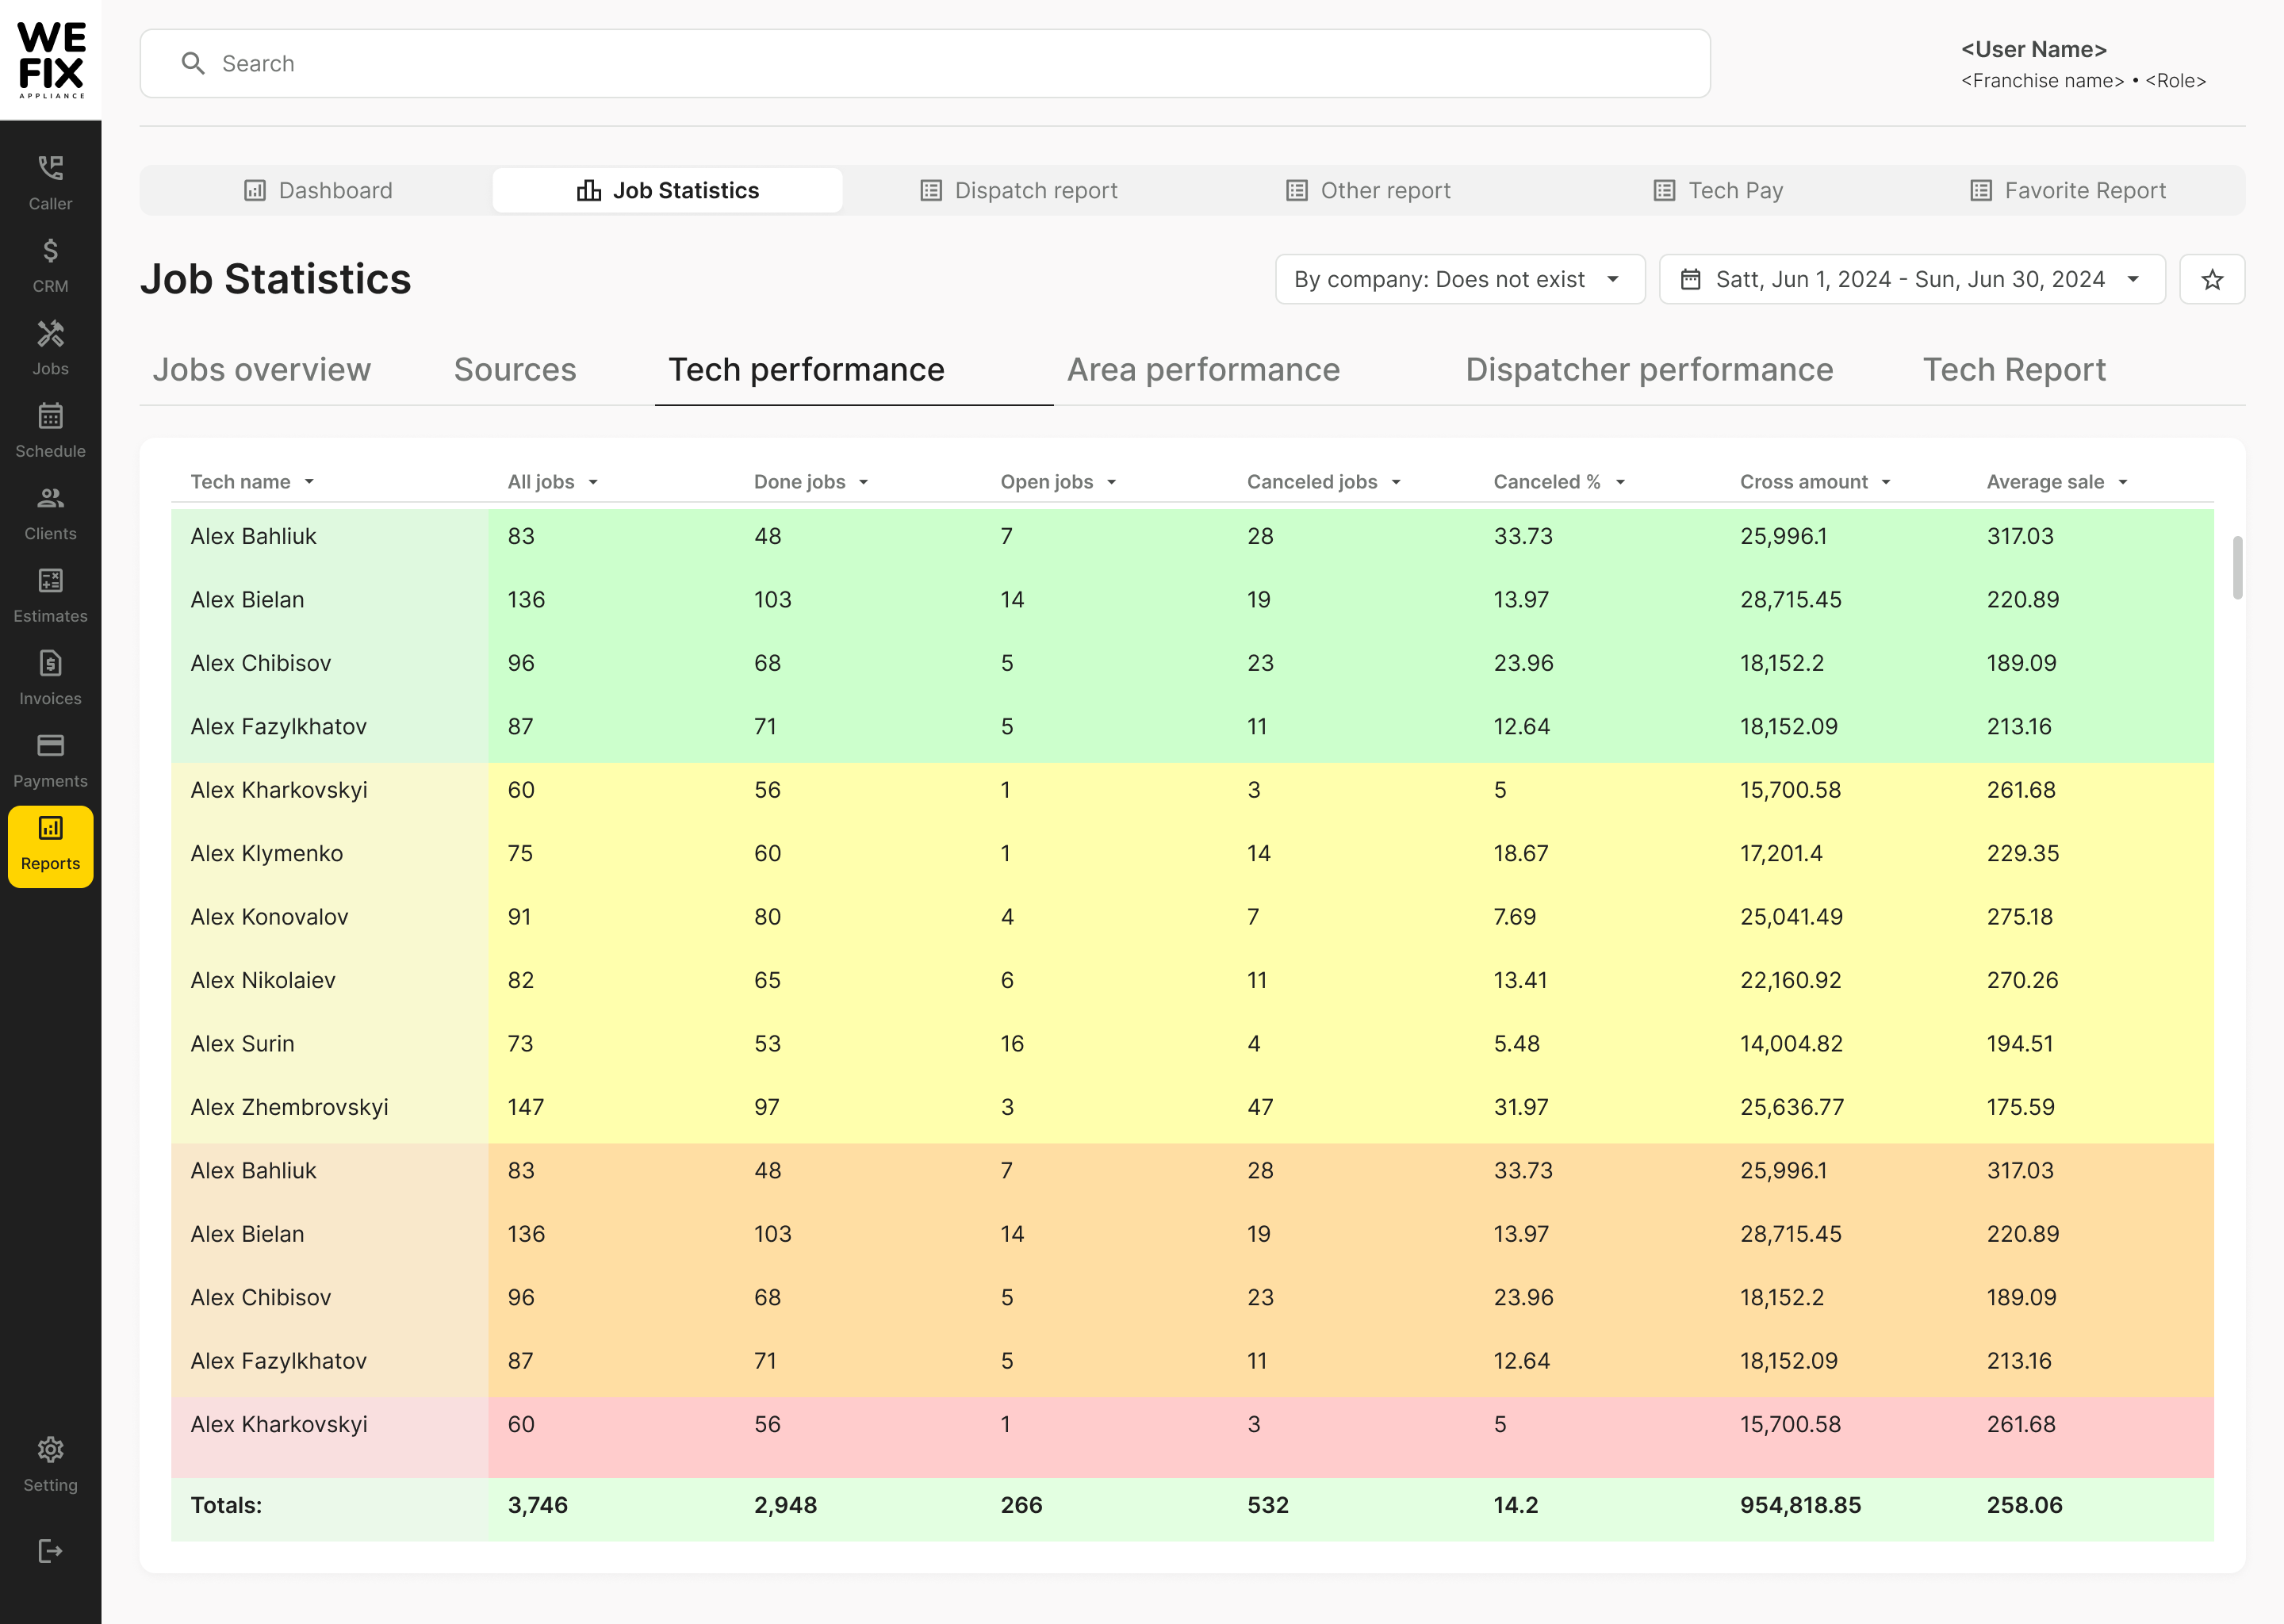 WE
FIX
APPLIANCE
Search
<User Name>
<Franchise name> • <Role>
Caller
CRM
Jobs
Schedule
Clients
Estimates
Invoices
Payments
Reports
Setting
Dashboard Job Statistics Dispatch report Other report Tech Pay Favorite Report
Job Statistics By company: Does not exist Satt, Jun 1, 2024 - Sun, Jun 30, 2024
Jobs overview Sources Tech performance Area performance Dispatcher performance Tech Report
Tech name All jobs Done jobs Open jobs Canceled jobs Canceled % Cross amount Average sale
Alex Bahliuk 83 48 7 28 33.73 25,996.1 317.03
Alex Bielan 136 103 14 19 13.97 28,715.45 220.89
Alex Chibisov 96 68 5 23 23.96 18,152.2 189.09
Alex Fazylkhatov 87 71 5 11 12.64 18,152.09 213.16
Alex Kharkovskyi 60 56 1 3 5 15,700.58 261.68
Alex Klymenko 75 60 1 14 18.67 17,201.4 229.35
Alex Konovalov 91 80 4 7 7.69 25,041.49 275.18
Alex Nikolaiev 82 65 6 11 13.41 22,160.92 270.26
Alex Surin 73 53 16 4 5.48 14,004.82 194.51
Alex Zhembrovskyi 147 97 3 47 31.97 25,636.77 175.59
Alex Bahliuk 83 48 7 28 33.73 25,996.1 317.03
Alex Bielan 136 103 14 19 13.97 28,715.45 220.89
Alex Chibisov 96 68 5 23 23.96 18,152.2 189.09
Alex Fazylkhatov 87 71 5 11 12.64 18,152.09 213.16
Alex Kharkovskyi 60 56 1 3 5 15,700.58 261.68
Totals: 3,746 2,948 266 532 14.2 954,818.85 258.06